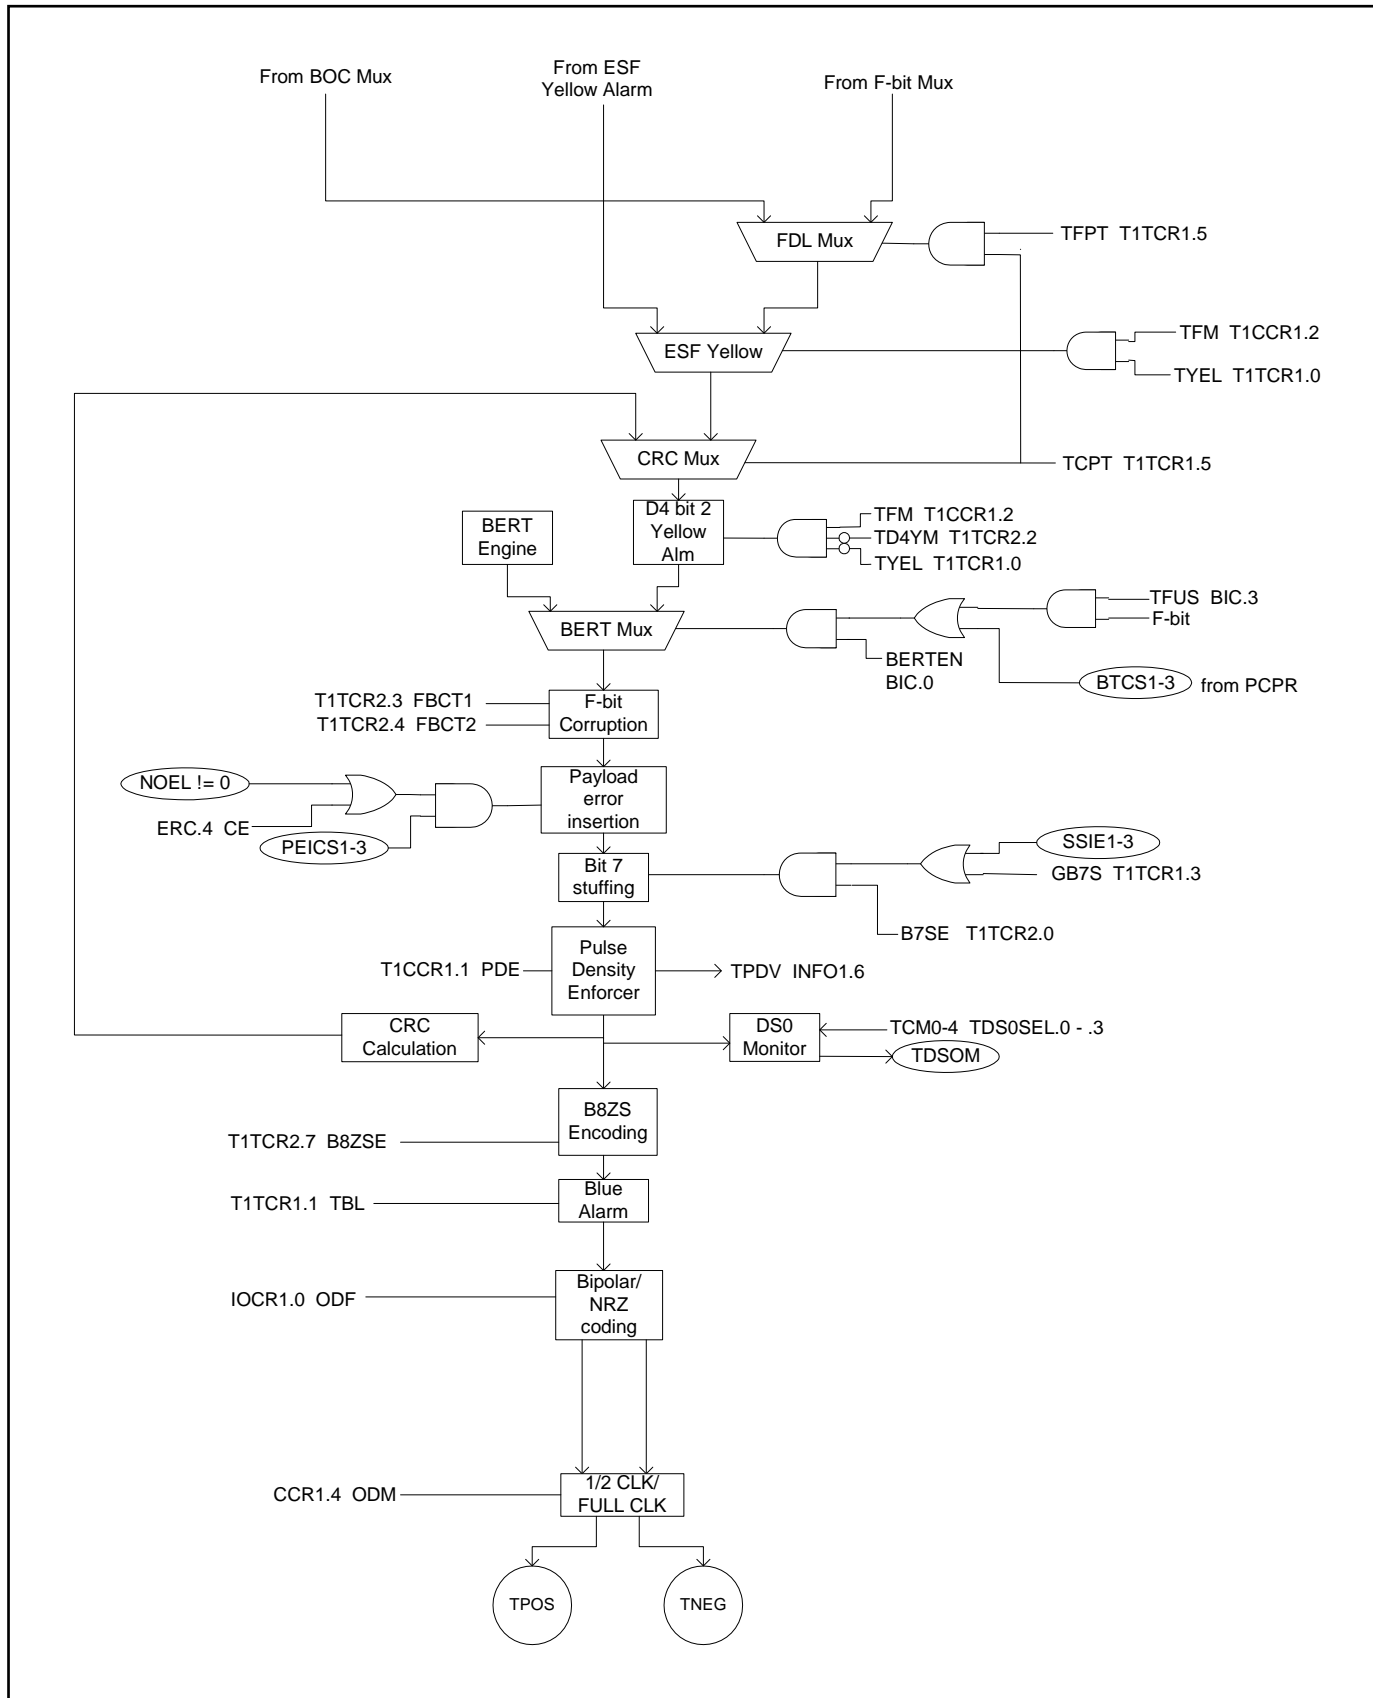 From BOC Mux
From ESF
Yellow Alarm
From F-bit Mux
FDL Mux
TFPT T1TCR1.5
TFM T1CCR1.2
ESF Yellow
TYEL T1TCR1.0
CRC Mux
TCPT T1TCR1.5
D4 bit 2
Yellow
Alm
BERT
Engine
TFM T1CCR1.2
TD4YM T1TCR2.2
TYEL T1TCR1.0
TFUS BIC.3
F-bit
BERT Mux
BERTEN
BIC.0
BTCS1-3 from PCPR
T1TCR2.3 FBCT1
T1TCR2.4 FBCT2
F-bit
Corruption
NOEL != 0
ERC.4 CE
PEICS1-3
Payload
error
insertion
SSIE1-3
GB7S T1TCR1.3
Bit 7
stuffing
B7SE T1TCR2.0
T1CCR1.1 PDE
Pulse
Density
Enforcer
TPDV INFO1.6
CRC
Calculation
DS0
Monitor
TCM0-4 TDS0SEL.0 - .3
TDSOM
B8ZS
Encoding
T1TCR2.7 B8ZSE
T1TCR1.1 TBL
Blue
Alarm
IOCR1.0 ODF
Bipolar/
NRZ
coding
CCR1.4 ODM
1/2 CLK/
FULL CLK
TPOS
TNEG